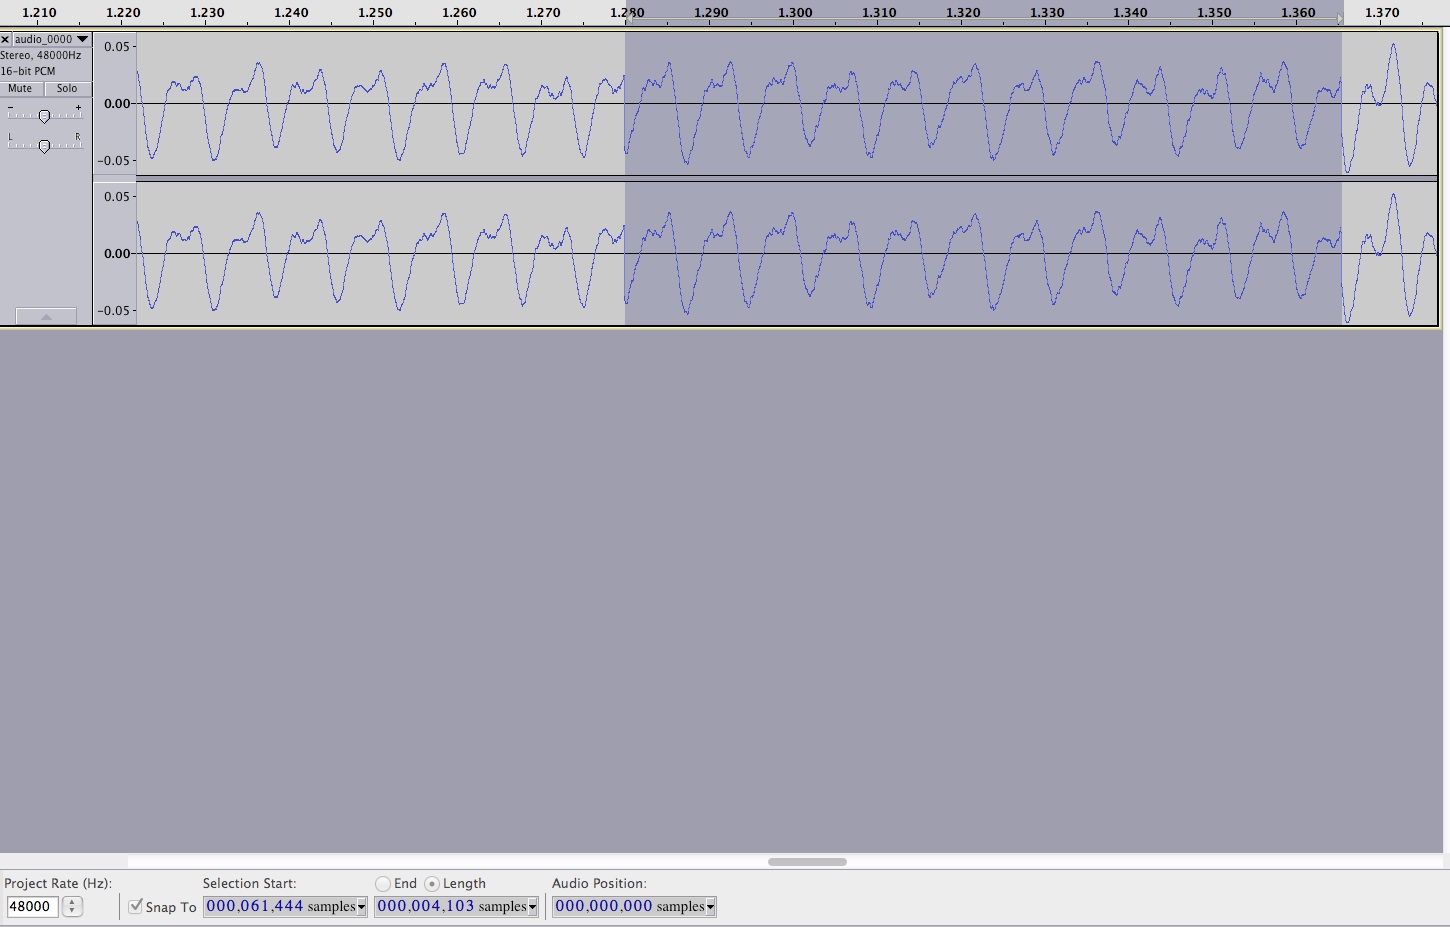 1.210 1.220 1.230 1.240 1.250 1.260 1.270 1.280 1.290 1.300 1.310 1.320 1.330 1.340 1.350 1.360 1.370
audio_0000
Stereo, 48000Hz
16-bit PCM
Mute Solo
- +
L R
0.05
0.00
-0.05
0.05
0.00
-0.05
Project Rate (Hz): Selection Start: End Length Audio Position:
48000 Snap To 000,061,444 samples 000,004,103 samples 000,000,000 samples